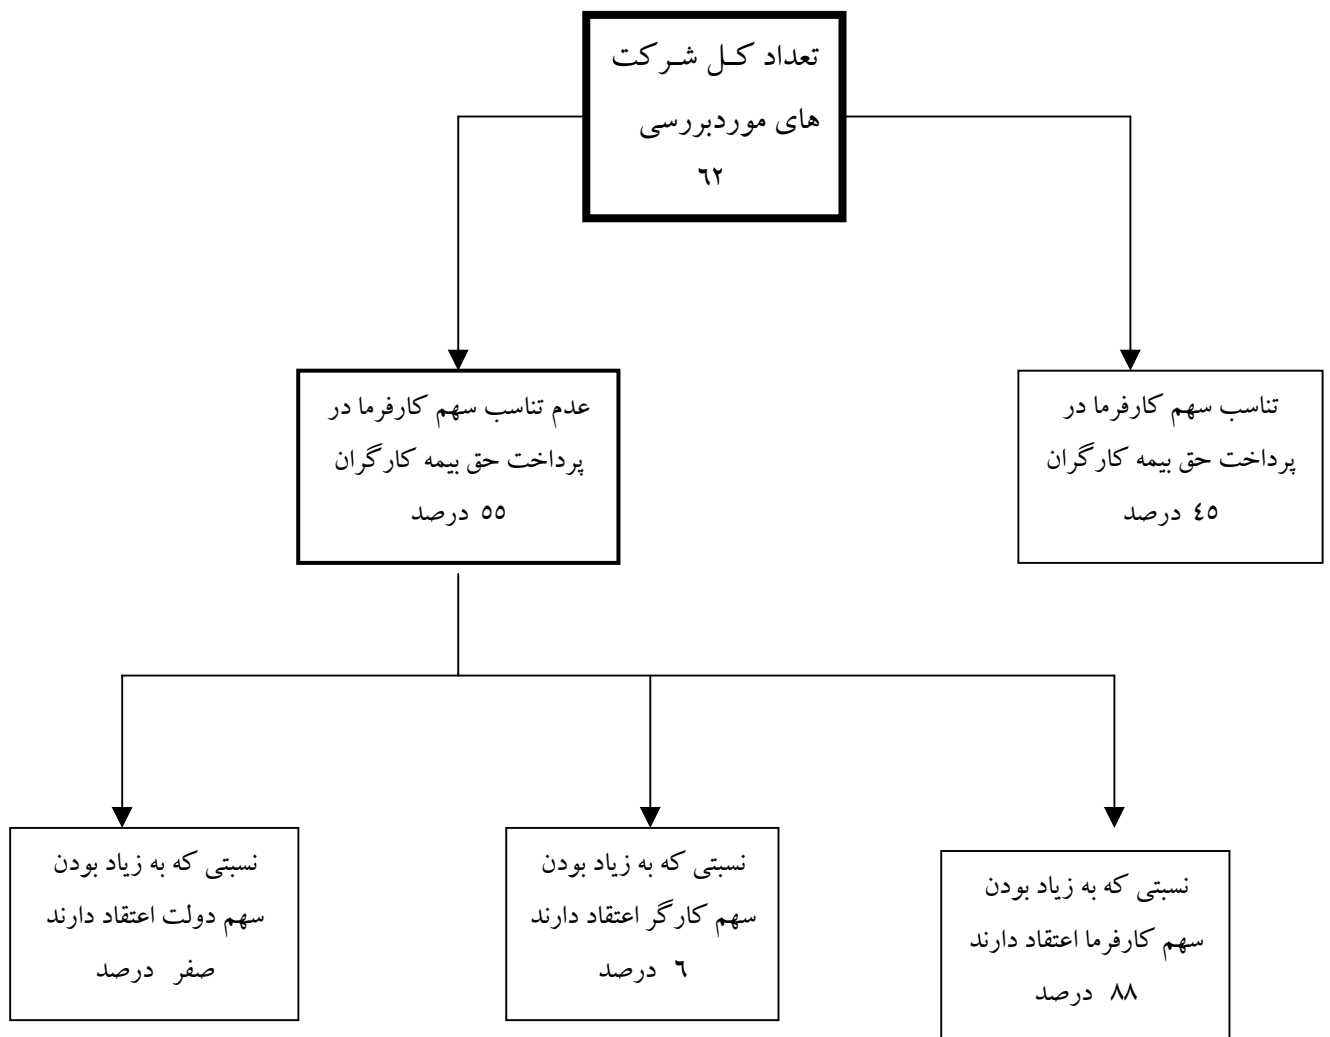 تعداد کـل شـرکت
های موردبررسی
٦٢
تناسب سهم کارفرما در
پرداخت حق بیمه کارگران
٤٥ درصد
عدم تناسب سهم کارفرما در
پرداخت حق بیمه کارگران
٥٥ درصد
نسبتی که به زیاد بودن
سهم کارفرما اعتقاد دارند
٨٨ درصد
نسبتی که به زیاد بودن
سهم کارگر اعتقاد دارند
٦ درصد
نسبتی که به زیاد بودن
سهم دولت اعتقاد دارند
صفر درصد